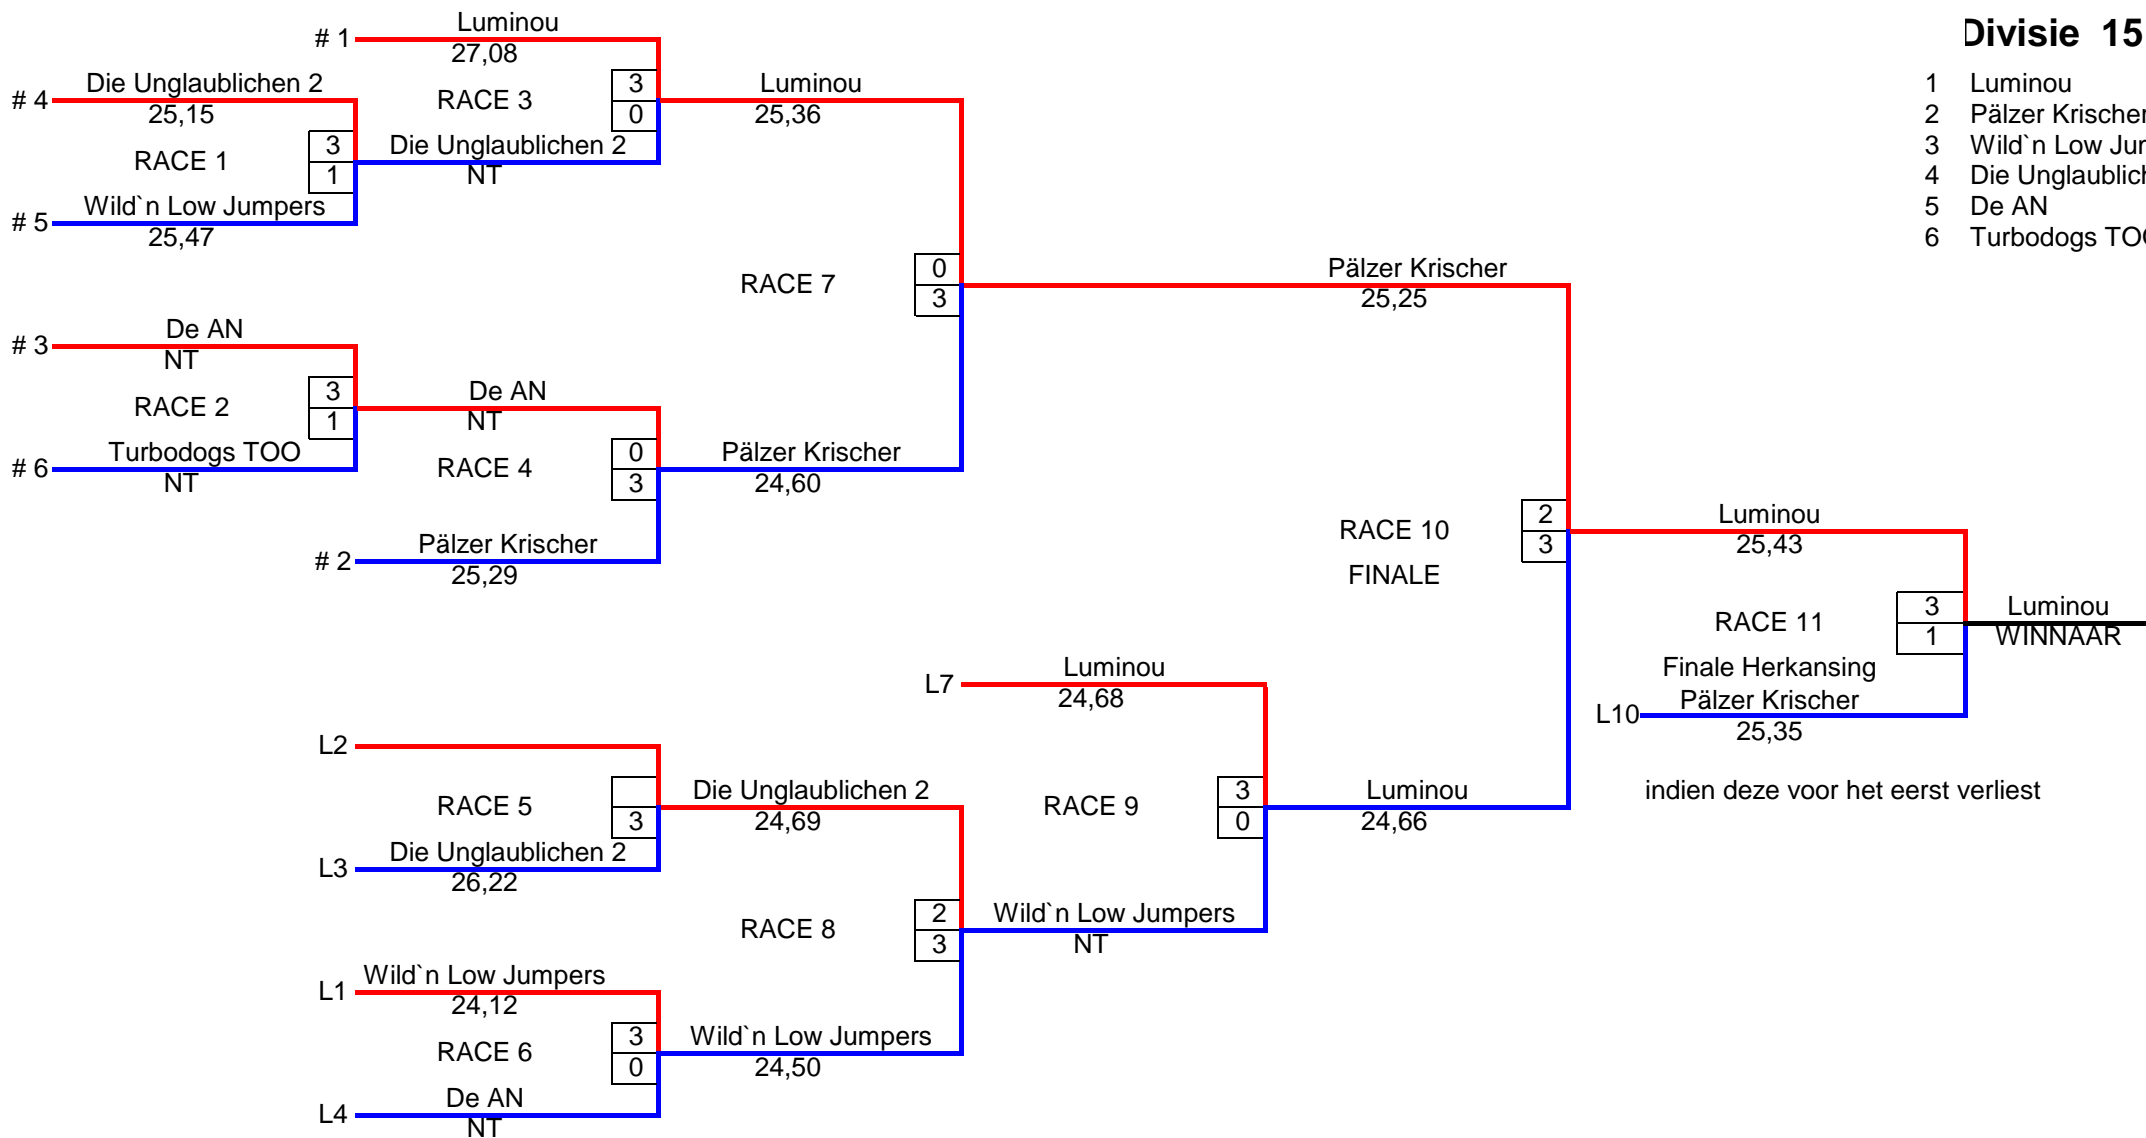 Divisie 15
1 Luminou
2 Pälzer Krischer
3 Wild`n Low
4 Die
5 De AN
6 Turbodogs
# 1
Luminou
27,08
RACE 3
3
0
Luminou
25,36
# 4
Die Unglaublichen 2
25,15
RACE 1
3
1
Die Unglaublichen 2
NT
# 5
Wild`n Low Jumpers
25,47
RACE 7
0
3
Pälzer Krischer
25,25
# 3
De AN
NT
RACE 2
3
1
De AN
NT
# 6
Turbodogs TOO
NT
RACE 4
0
3
Pälzer Krischer
24,60
# 2
Pälzer Krischer
25,29
RACE 10
FINALE
2
3
Luminou
25,43
RACE 11
3
1
Luminou
WINNAAR
Finale Herkansing
L10
Pälzer Krischer
25,35
indien deze voor het eerst verliest
L7
Luminou
24,68
L2
RACE 5
3
Die Unglaublichen 2
24,69
RACE 9
3
0
Luminou
24,66
L3
Die Unglaublichen 2
26,22
RACE 8
2
3
Wild`n Low Jumpers
NT
L1
Wild`n Low Jumpers
24,12
RACE 6
3
0
Wild`n Low Jumpers
24,50
L4
De AN
NT